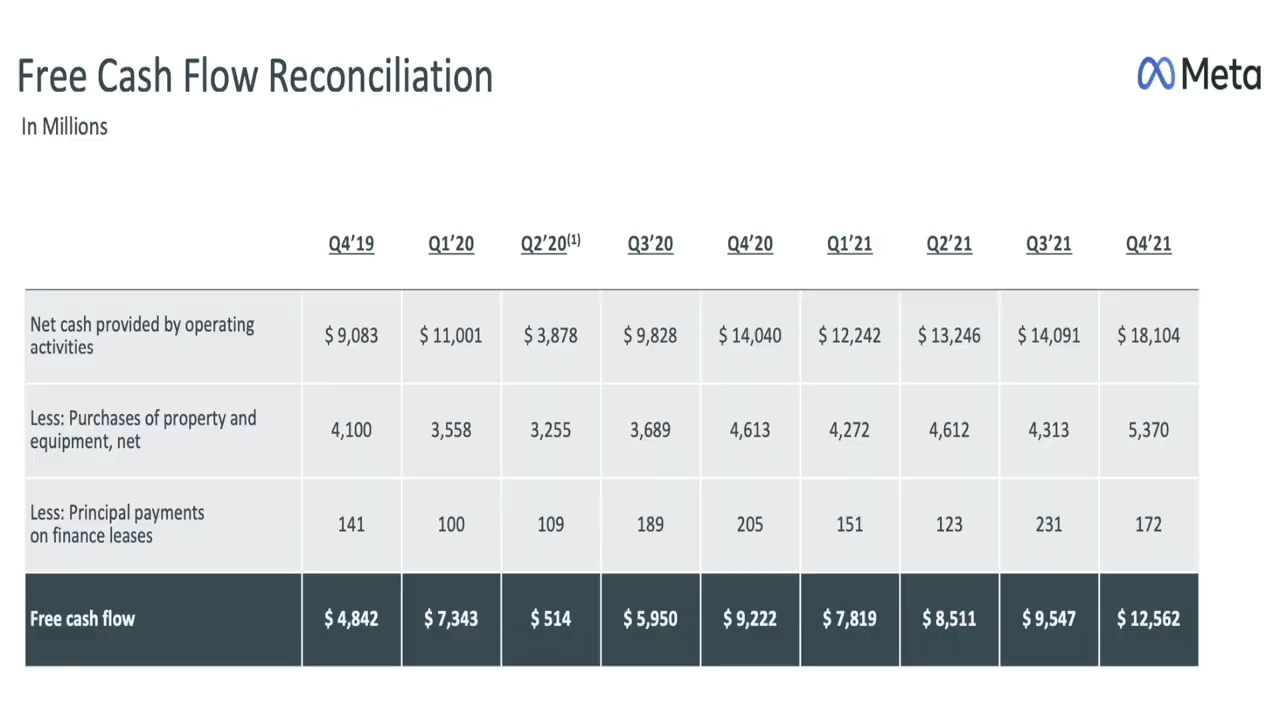 Free Cash Flow Reconciliation
Meta
In Millions
Q4’19 Q1’20 Q2’20(1) Q3’20 Q4’20 Q1’21 Q2’21 Q3’21 Q4’21
Net cash provided by operating
activities
$ 9,083 $ 11,001 $ 3,878 $ 9,828 $ 14,040 $ 12,242 $ 13,246 $ 14,091 $ 18,104
Less: Purchases of property and
equipment, net
4,100 3,558 3,255 3,689 4,613 4,272 4,612 4,313 5,370
Less: Principal payments
on finance leases
141 100 109 189 205 151 123 231 172
Free cash flow $ 4,842 $ 7,343 $ 514 $ 5,950 $ 9,222 $ 7,819 $ 8,511 $ 9,547 $ 12,562